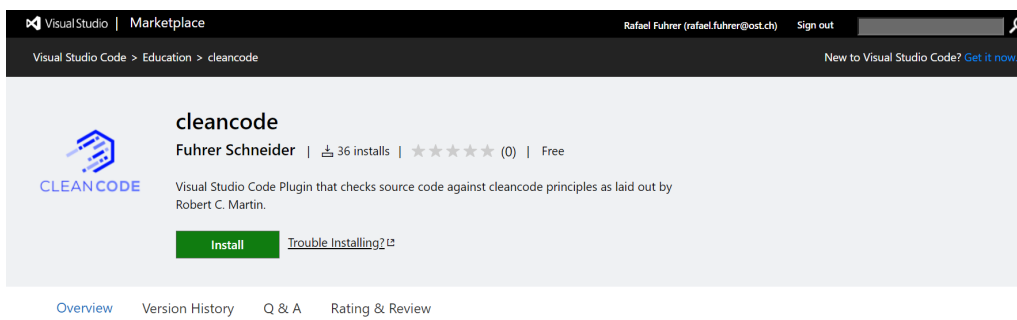 Visual Studio | Marketplace Rafael Fuhrer (rafael.fuhrer@ost.ch) Sign out
Visual Studio Code > Education > cleancode New to Visual Studio Code? Get it now.
cleancode
Fuhrer Schneider | 36 installs | (0) | Free
CLEANCODE
Visual Studio Code Plugin that checks source code against cleancode principles as laid out by
Robert C. Martin.
Install Trouble Installing?
Overview Version History Q & A Rating & Review